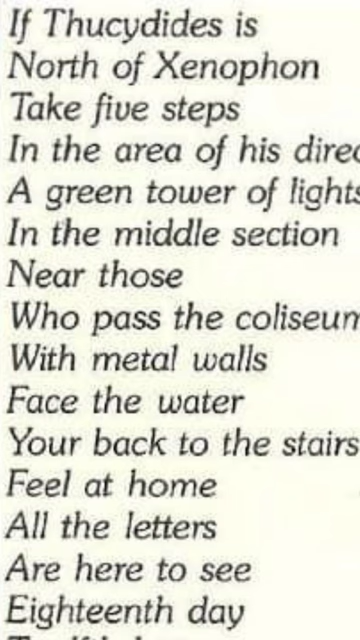 If Thucydides is
North of Xenophon
Take five steps
In the area of his direc
A green tower of lights
In the middle section
Near those
Who pass the coliseum
With metal walls
Face the water
Your back to the stairs
Feel at home
All the letters
Are here to see
Eighteenth day